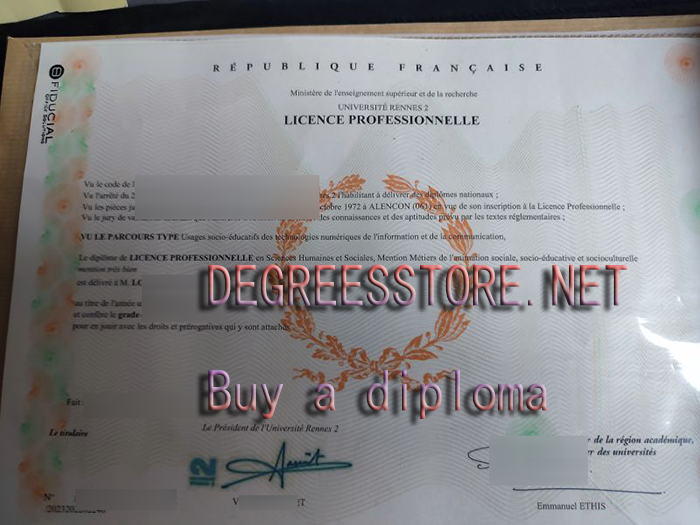 RÉPUBLIQUE FRANÇAISE
FIDUCIAL
OFFICE SOLUTIONS
Ministère de l'enseignement supérieur et de la recherche
UNIVERSITÉ RENNES 2
LICENCE PROFESSIONNELLE
Vu le code de
Vu l'arrêté du 2 2 habilitant à délivrer des diplômes nationaux ;
Vu les pièces octobre 1972 à ALENCON (061) en vue de son inscription à la Licence Professionnelle ;
Vu le jury de des connaissances et des aptitudes prévu par les textes réglementaires ;
VU LE PARCOURS TYPE Usages socio-éducatifs des technologies numériques de l'information et de la communication,
Le diplôme de LICENCE PROFESSIONNELLE en Sciences Humaines et Sociales, Mention Métiers de l'animation sociale, socio-éducative et socioculturelle
mention très bien
est délivré à M.
DEGREESSTORE.NET
au titre de l'année
et confère le grade
pour en jouir avec les droits et prérogatives qui y sont attachés
Buy a diploma
Fait
Le titulaire
Le Président de l'Université Rennes 2
de la région académique,
des universités
N°
Emmanuel ETHIS